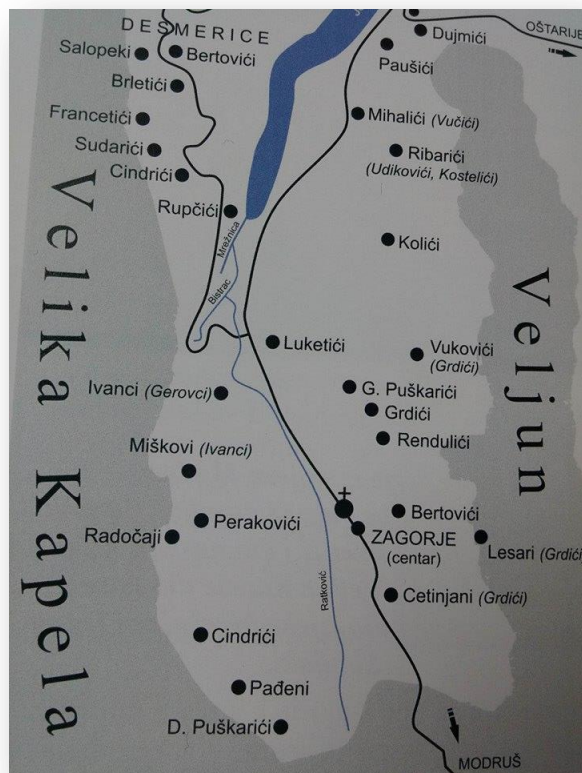 DESMERICE
OŠTARIJE
Dujmići
Salopeki
Bertovići
Paušići
Brletići
Francetići
Mihalići (Vučići)
Sudarići
Ribarići
(Udikovići, Kostelići)
Cindrići
Rupčići
Mrežnica
Kolići
Bistrac
Velika Kapela
Veljun
Luketići
Vukovići
(Grdići)
Ivanci (Gerovci)
G. Puškarići
Grdići
Rendulići
Miškovi (Ivanci)
Perakovići
Bertovići
Radočaji
ZAGORJE
(centar)
Lesari (Grdići)
Ratković
Cetinjani (Grdići)
Cindrići
Pađeni
D. Puškarići
MODRUŠ